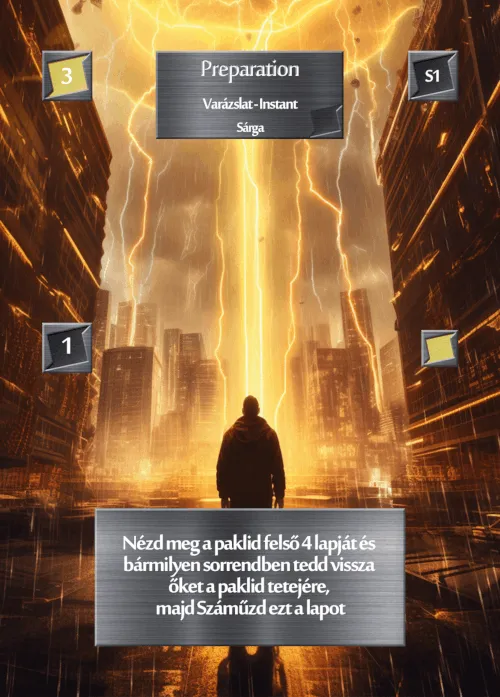 3
Preparation
S1
Varázslat - Instant
Sárga
1
Nézd meg a paklid felső 4 lapját és
bármilyen sorrendben tedd vissza
őket a paklid tetejére,
majd Száműzd ezt a lapot